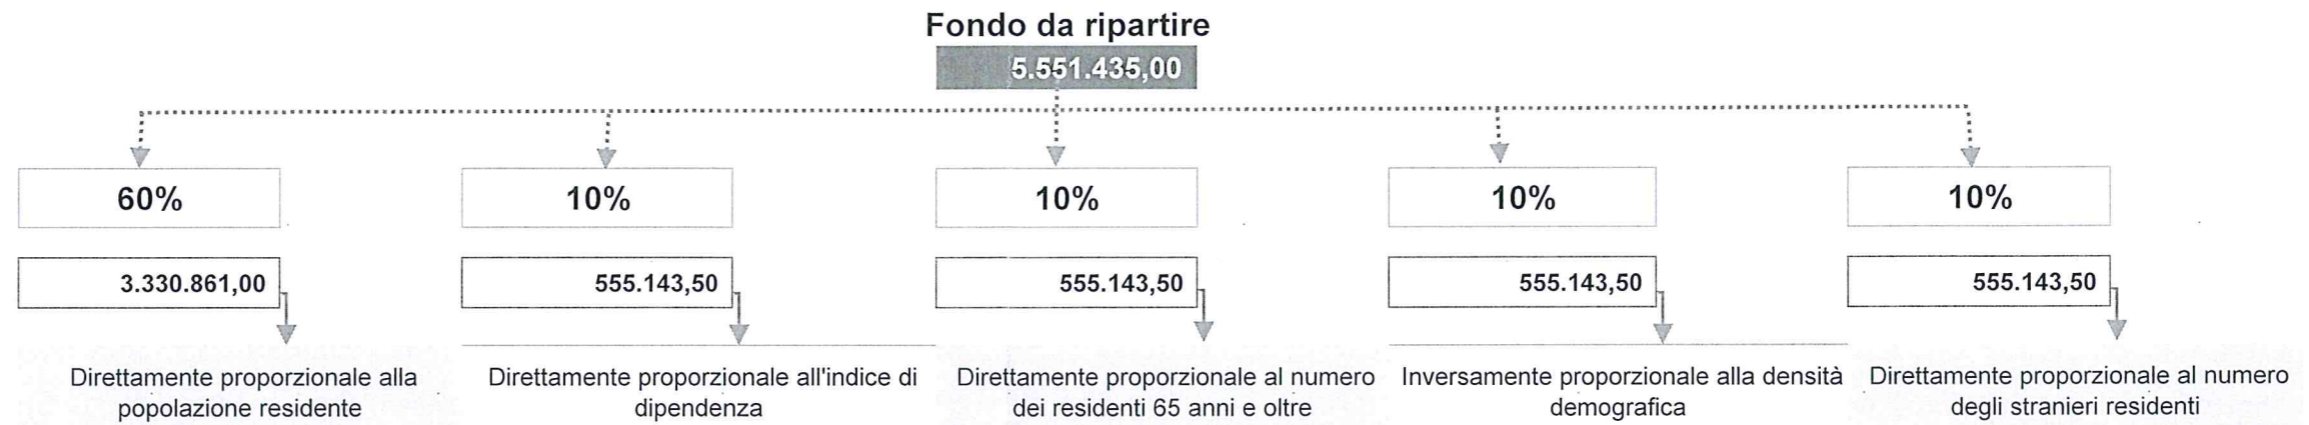 Fondo da ripartire
5.551.435,00
60%
10%
10%
10%
10%
3.330.861,00
555.143,50
555.143,50
555.143,50
555.143,50
Direttamente proporzionale alla
popolazione residente
Direttamente proporzionale all'indice di
dipendenza
Direttamente proporzionale al numero
dei residenti 65 anni e oltre
Inversamente proporzionale alla densità
demografica
Direttamente proporzionale al numero
degli stranieri residenti